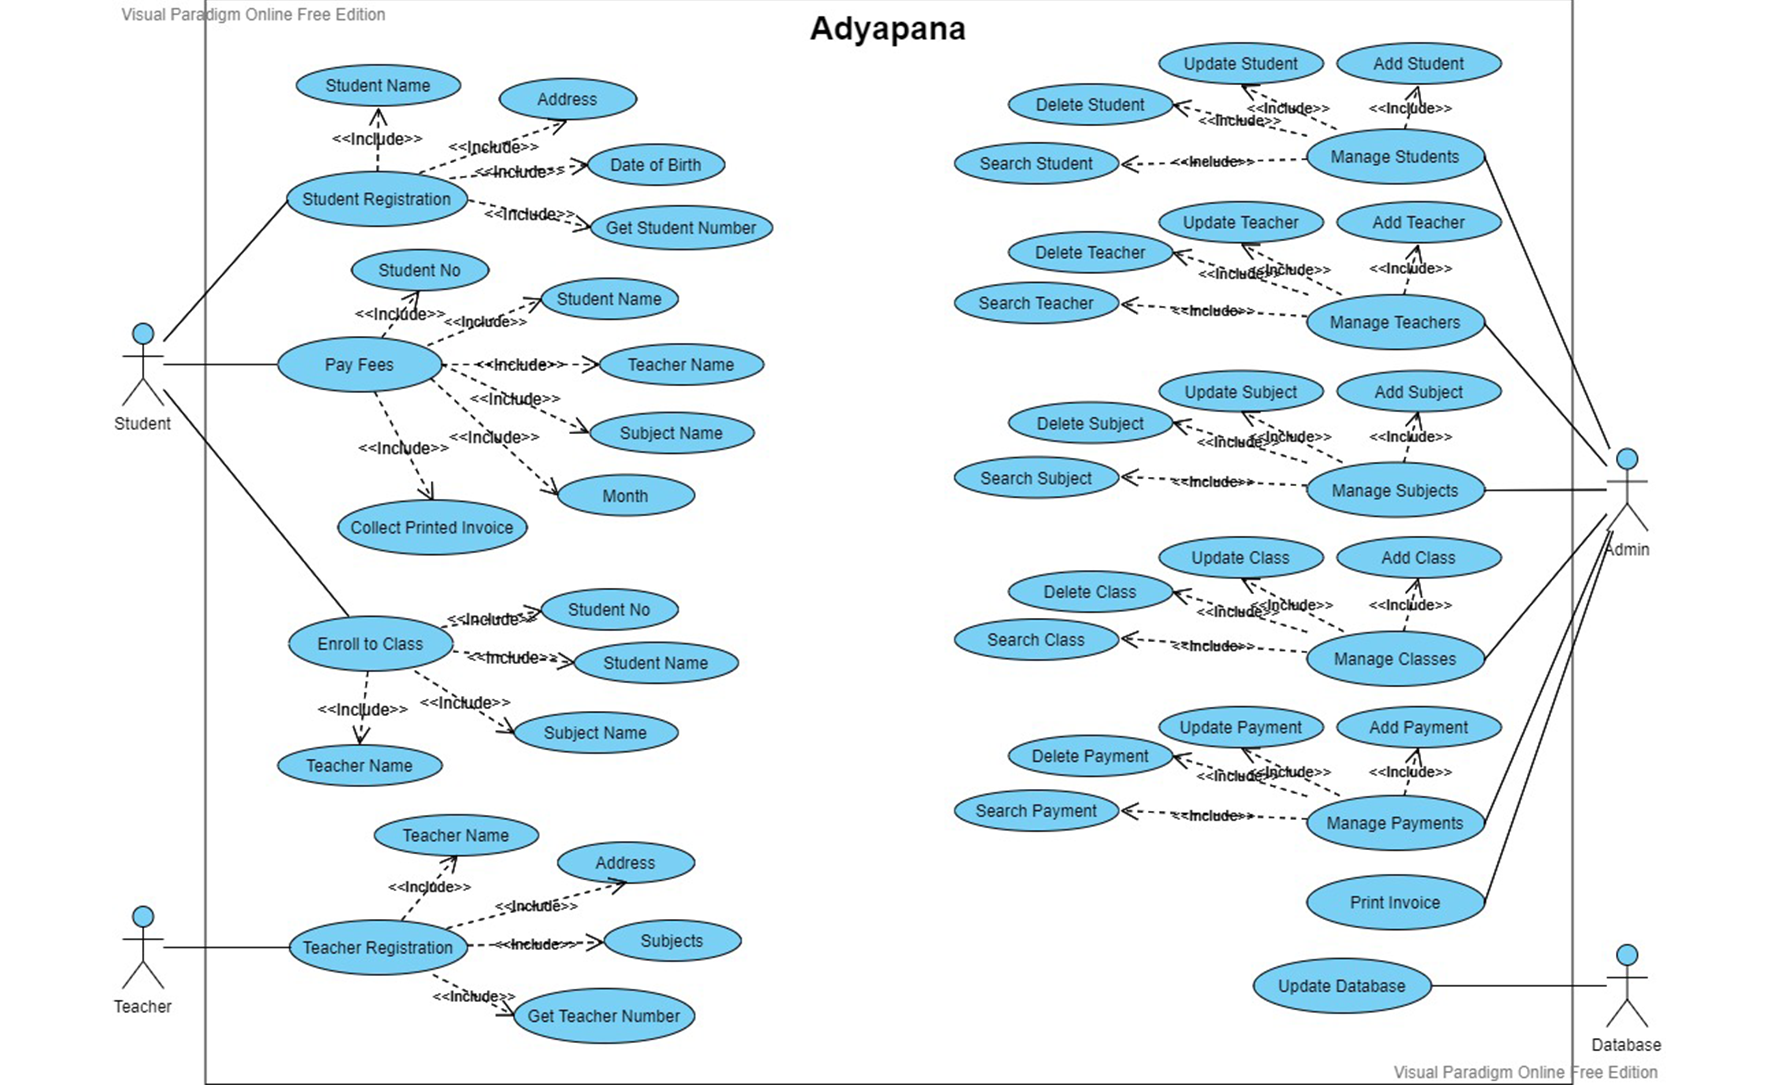 Visual Paradigm Online Free Edition
Adyapana
Student Name
Address
<<Include>>
<<Include>>
Date of Birth
<<Include>>
Student Registration
<<Include>>
Get Student Number
Student No
Student Name
<<Include>>
<<Include>>
Pay Fees
<<Include>>
Teacher Name
<<Include>>
Subject Name
<<Include>>
<<Include>>
Month
Collect Printed Invoice
Student
Enroll to Class
<<Include>>
Student No
<<Include>>
Student Name
<<Include>>
<<Include>>
Subject Name
Teacher Name
Teacher Name
Address
<<Include>>
<<Include>>
Teacher Registration
<<Include>>
Subjects
<<Include>>
Get Teacher Number
Teacher
Update Student
Add Student
Delete Student
<<Include>>
<<Include>>
<<Include>>
Search Student
<<Include>>
Manage Students
Update Teacher
Add Teacher
Delete Teacher
<<Include>>
<<Include>>
<<Include>>
Search Teacher
<<Include>>
Manage Teachers
Update Subject
Add Subject
Delete Subject
<<Include>>
<<Include>>
<<Include>>
Search Subject
<<Include>>
Manage Subjects
Admin
Update Class
Add Class
Delete Class
<<Include>>
<<Include>>
<<Include>>
Search Class
<<Include>>
Manage Classes
Update Payment
Add Payment
Delete Payment
<<Include>>
<<Include>>
<<Include>>
Search Payment
<<Include>>
Manage Payments
Print Invoice
Update Database
Database
Visual Paradigm Online Free Edition